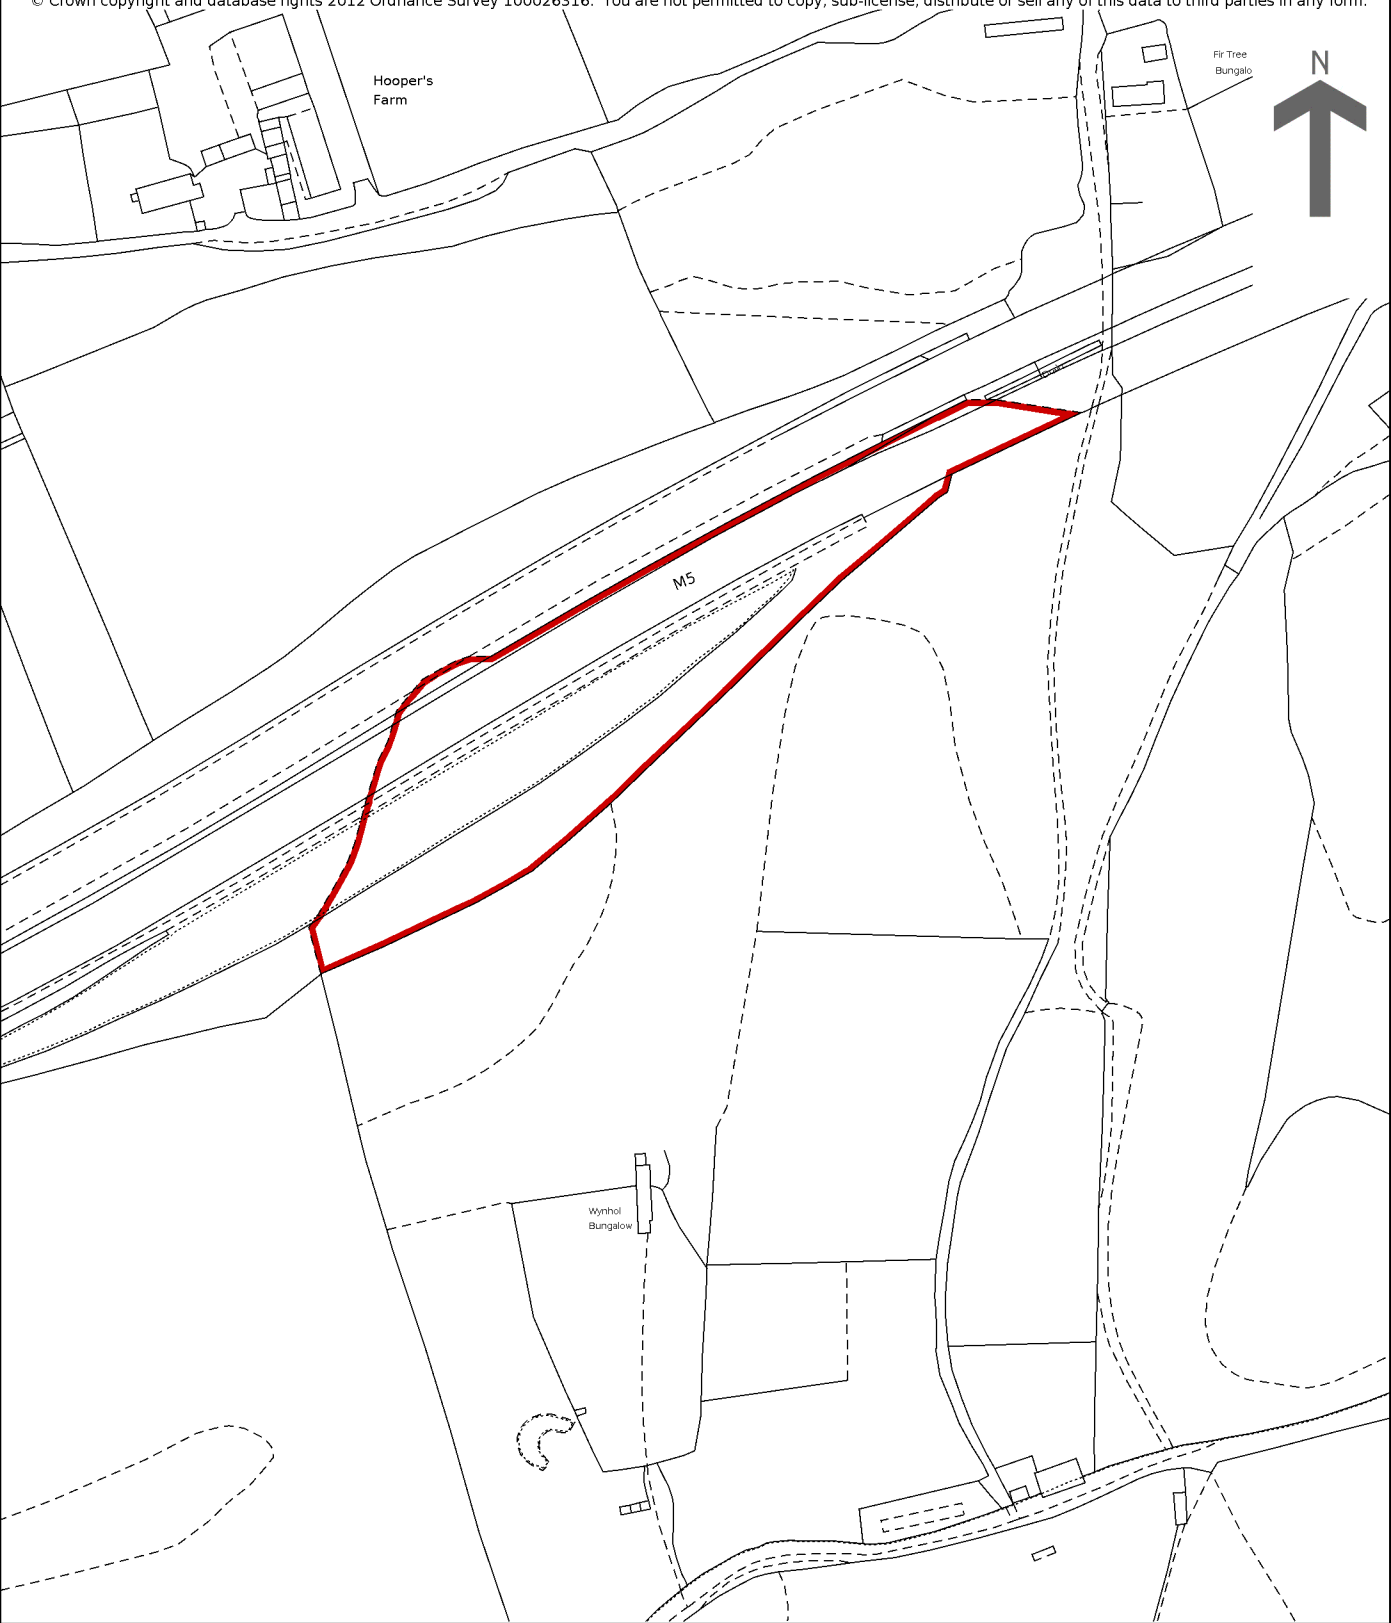 © Crown copyright and database rights 2012 Ordnance Survey 100026316. You are not permitted to copy, sub-license, distribute or sell any of this data to third parties in any form.
Hooper's
Farm
Fir Tree
Bungalo
N
M5
Wynhol
Bungalow